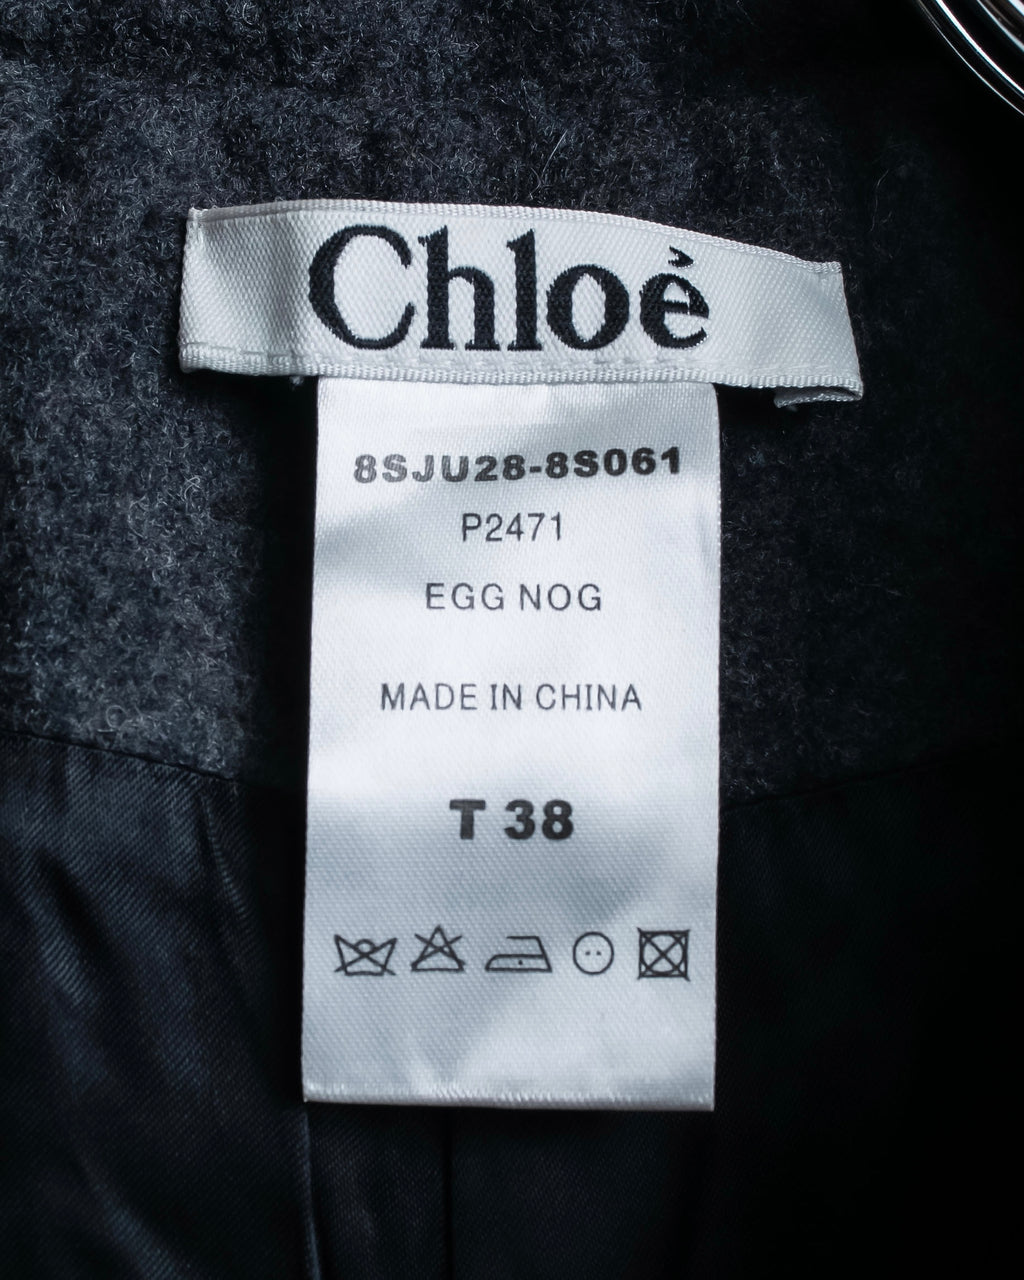 Chloé
8SJU28-8S061
P2471
EGG NOG
MADE IN CHINA
T 38